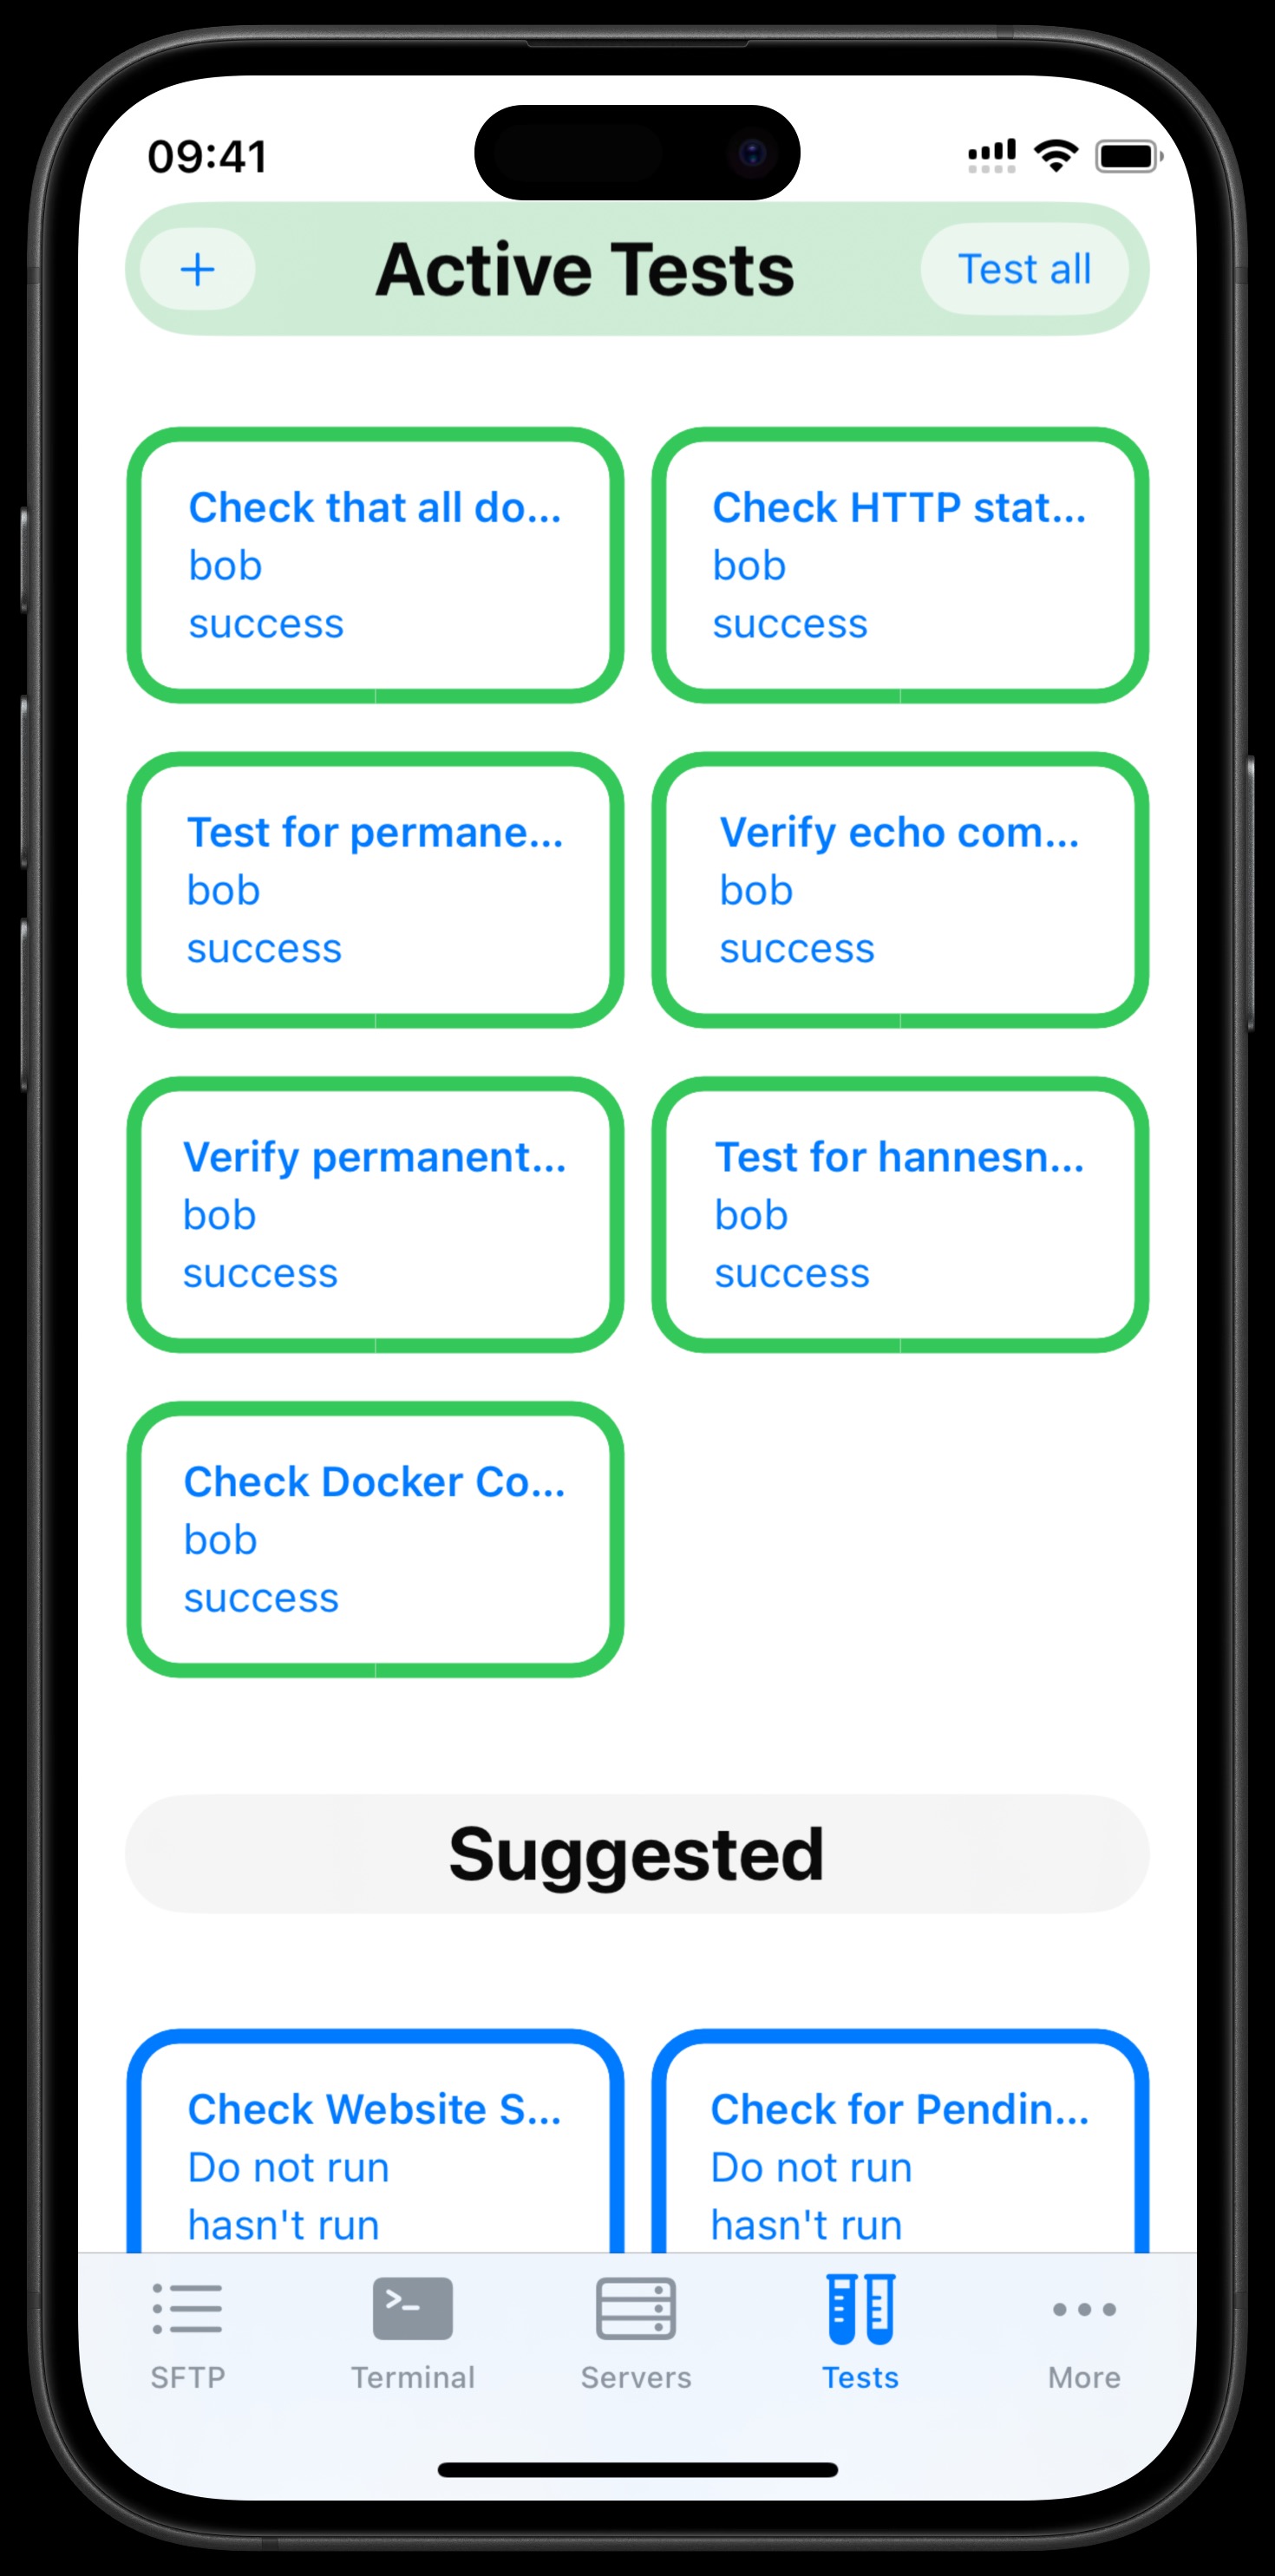 09:41
+ Active Tests Test all
Check that all do...
bob
success
Check HTTP stat...
bob
success
Test for permane...
bob
success
Verify echo com...
bob
success
Verify permanent...
bob
success
Test for hannesn...
bob
success
Check Docker Co...
bob
success
Suggested
Check Website S...
Do not run
hasn't run
Check for Pendin...
Do not run
hasn't run
SFTP Terminal Servers Tests More